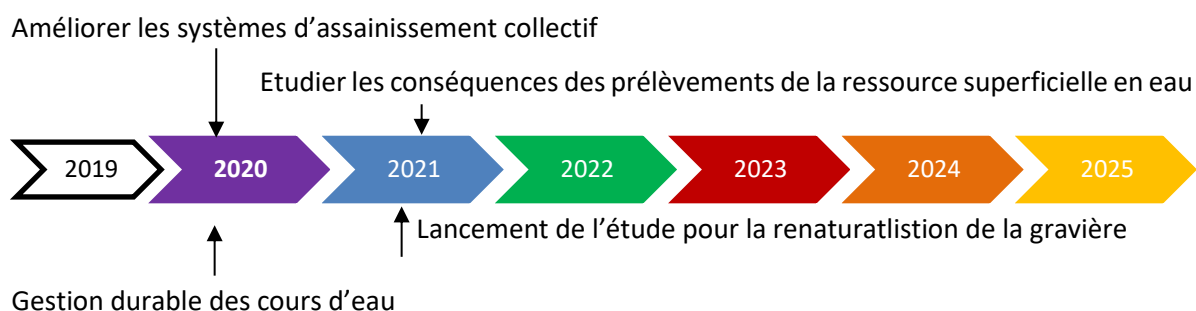 Améliorer les systèmes d’assainissement collectif
Etudier les conséquences des prélèvements de la ressource superficielle en eau
2019 2020 2021 2022 2023 2024 2025
Lancement de l’étude pour la renaturatlistion de la gravière
Gestion durable des cours d’eau